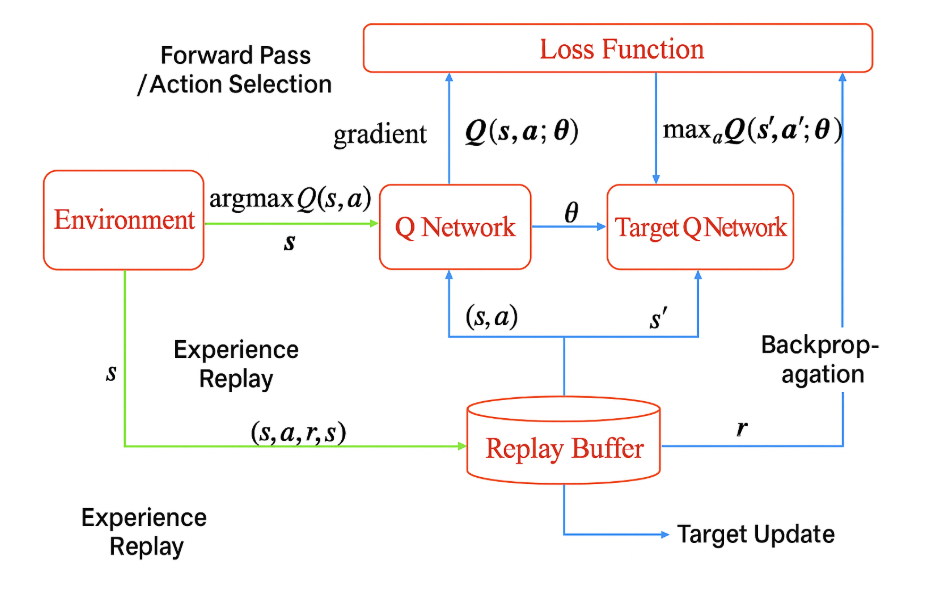 Forward Pass
/Action Selection
Loss Function
gradient
Q(s, a; θ)
maxₐQ(s′, a′; θ)
Environment
argmax Q(s, a)
s
Q Network
θ
Target Q Network
(s, a)
s′
Experience
Replay
s
Backprop-
agation
(s, a, r, s)
Replay Buffer
r
Experience
Replay
Target Update